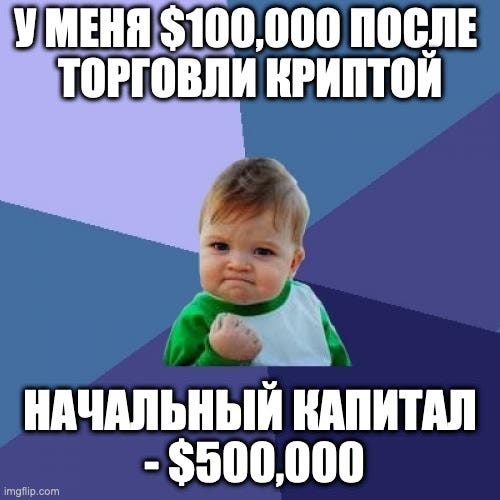 У МЕНЯ $100,000 ПОСЛЕ
ТОРГОВЛИ КРИПТОЙ
НАЧАЛЬНЫЙ КАПИТАЛ
- $500,000
imgflip.com